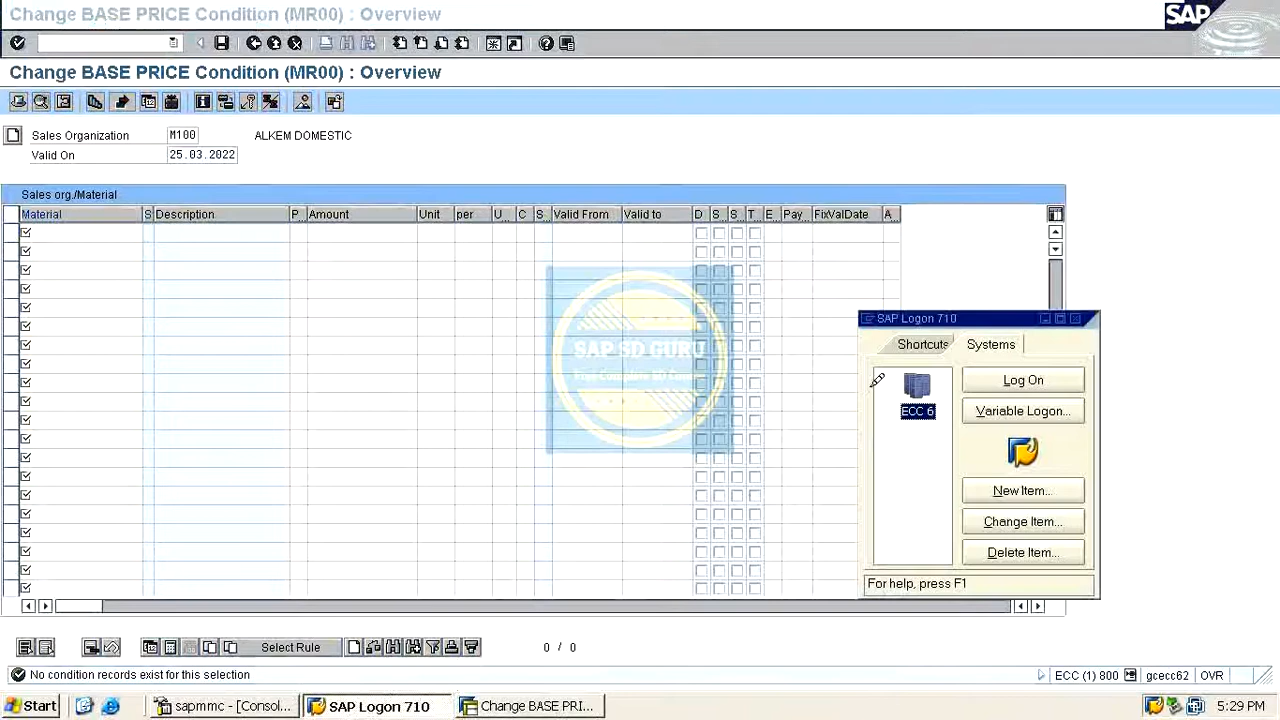 Change BASE PRICE Condition (MR00) : Overview
SAP
Change BASE PRICE Condition (MR00) : Overview
Sales Organization M100 ALKEM DOMESTIC
Valid On 25.03.2022
Sales org./Material
Material S Description P.. Amount Unit per U... C S.. Valid From Valid to D S.. S.. T.. E.. Pay... FixValDate A..
SAP SD GURU
SAP Logon 710
Shortcuts Systems
ECC 6
Log On
Variable Logon...
New Item...
Change Item...
Delete Item...
For help, press F1
Select Rule 0 / 0
No condition records exist for this selection ECC (1) 800 gcecc62 OVR
Start sapmmc - [Consol... SAP Logon 710 Change BASE PRI... 5:29 PM